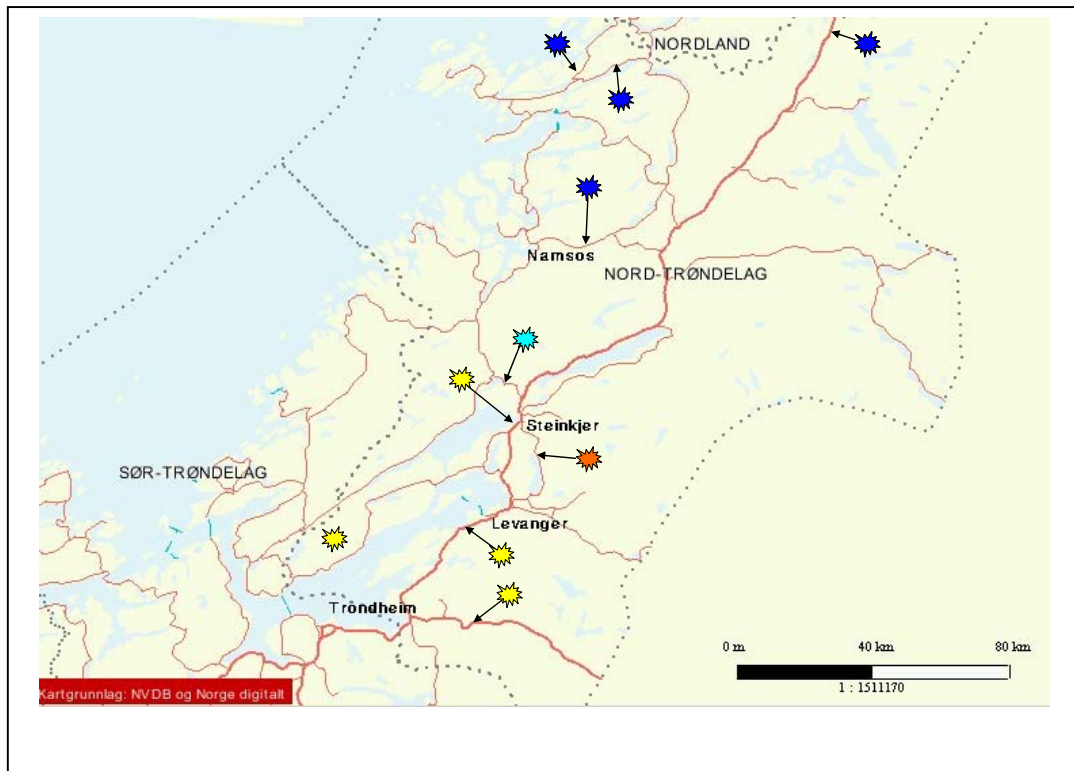 NORDLAND
Namsos
NORD-TRØNDELAG
Steinkjer
SØR-TRØNDELAG
Levanger
Trondheim
0 m 40 km 80 km
1 : 1511170
Kartgrunnlag: NVDB og Norge digitalt